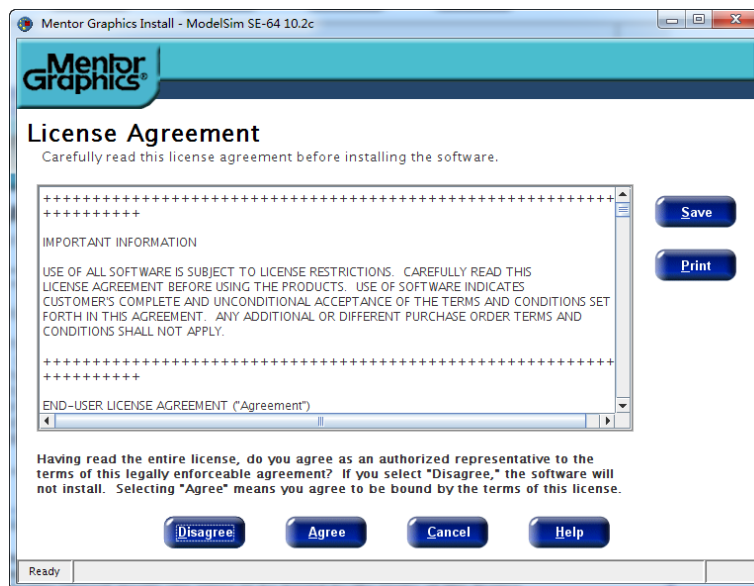 Mentor Graphics Install - ModelSim SE-64 10.2c
Mentor
Graphics®
License Agreement
Carefully read this license agreement before installing the software.
++++++++++++++++++++++++++++++++++++++++++++++++++++++++++++
++++++++++
IMPORTANT INFORMATION
USE OF ALL SOFTWARE IS SUBJECT TO LICENSE RESTRICTIONS. CAREFULLY READ THIS
LICENSE AGREEMENT BEFORE USING THE PRODUCTS. USE OF SOFTWARE INDICATES
CUSTOMER'S COMPLETE AND UNCONDITIONAL ACCEPTANCE OF THE TERMS AND CONDITIONS SET
FORTH IN THIS AGREEMENT. ANY ADDITIONAL OR DIFFERENT PURCHASE ORDER TERMS AND
CONDITIONS SHALL NOT APPLY.
++++++++++++++++++++++++++++++++++++++++++++++++++++++++++++
++++++++++
END-USER LICENSE AGREEMENT ("Agreement")
Save
Print
Having read the entire license, do you agree as an authorized representative to the
terms of this legally enforceable agreement? If you select "Disagree," the software will
not install. Selecting "Agree" means you agree to be bound by the terms of this license.
Disagree Agree Cancel Help
Ready